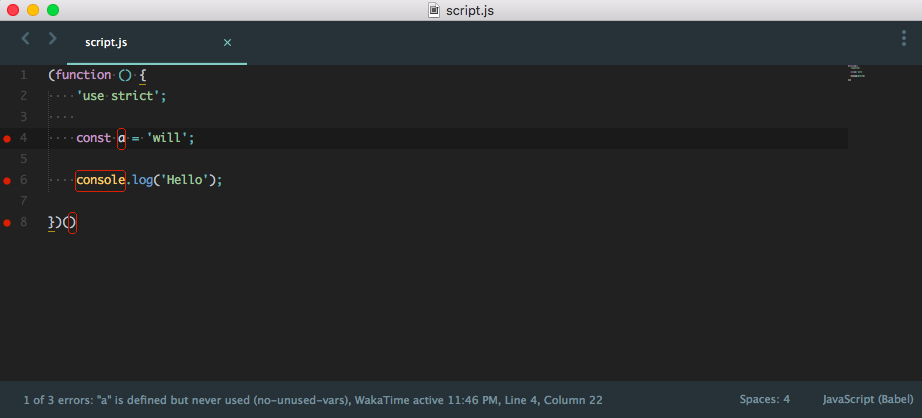 script.js
script.js ×
1 (function () {
2 ····'use strict';
3 ····
4 ····const a = 'will';
5
6 ····console.log('Hello');
7
8 })()
1 of 3 errors: "a" is defined but never used (no-unused-vars), WakaTime active 11:46 PM, Line 4, Column 22 Spaces: 4 JavaScript (Babel)